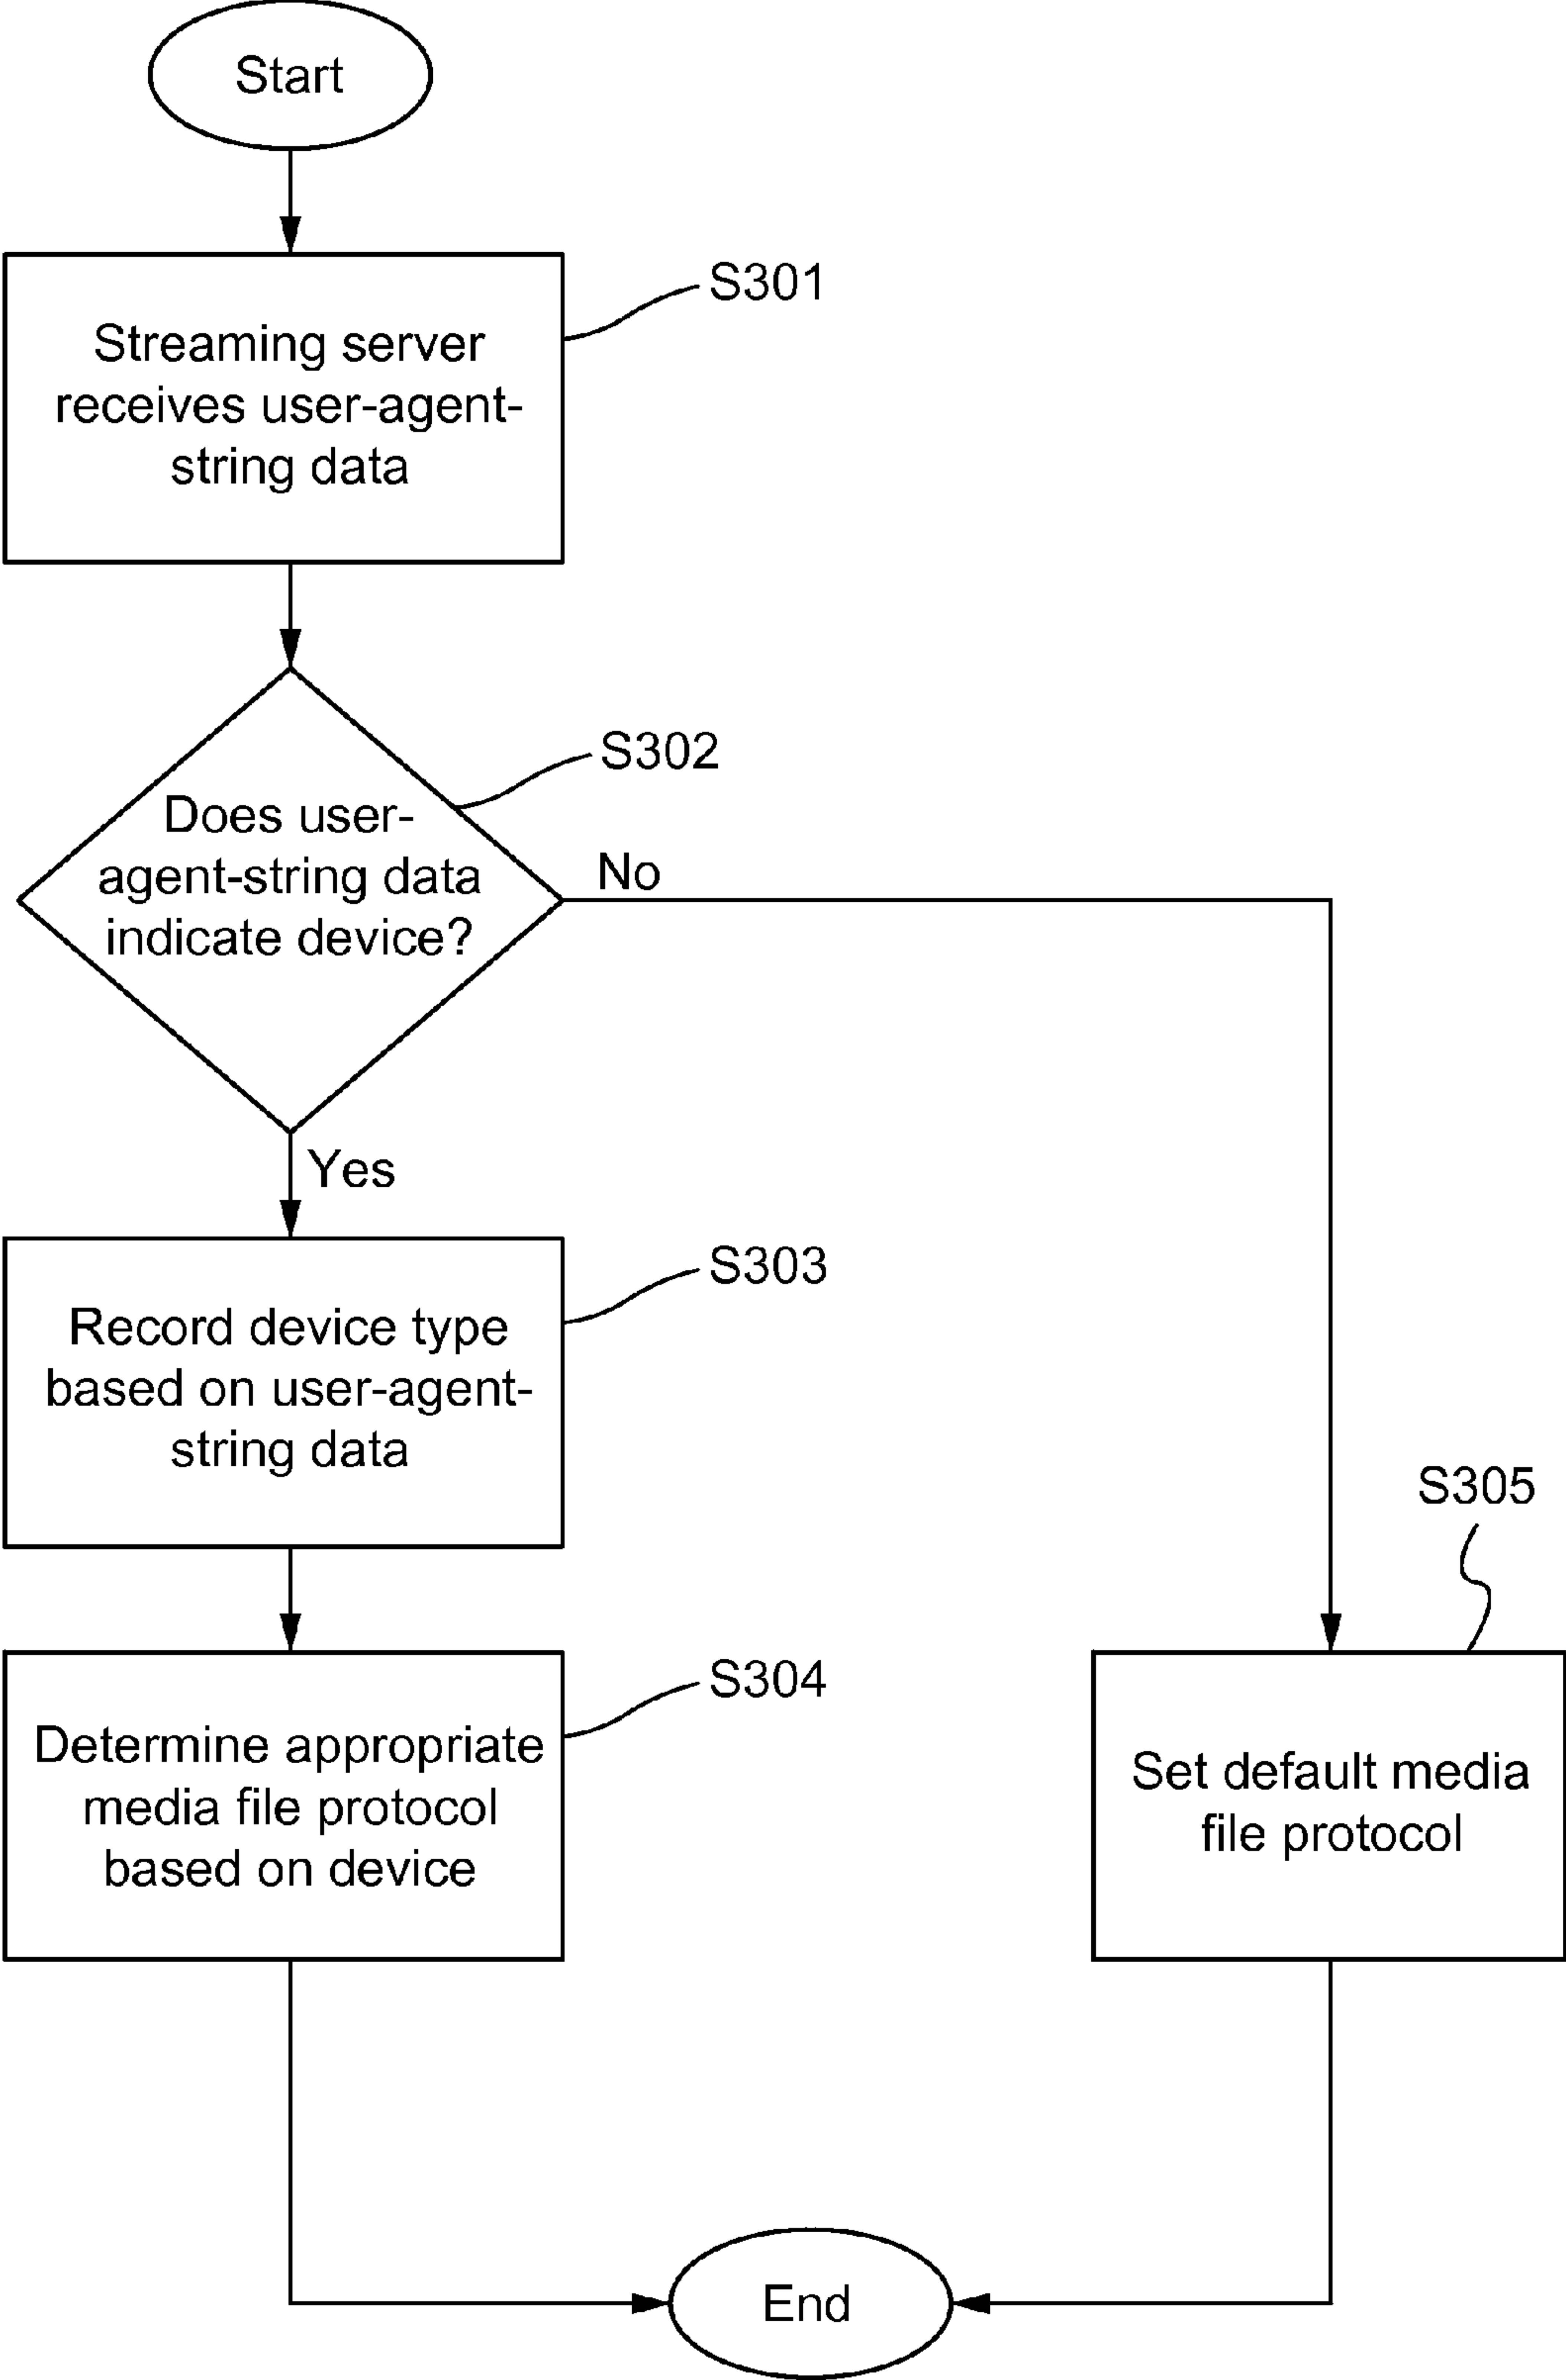 Start
S301
Streaming server
receives user-agent-
string data
S302
Does user-
agent-string data
indicate device?
No
Yes
S303
Record device type
based on user-agent-
string data
S305
S304
Determine appropriate
media file protocol
based on device
Set default media
file protocol
End